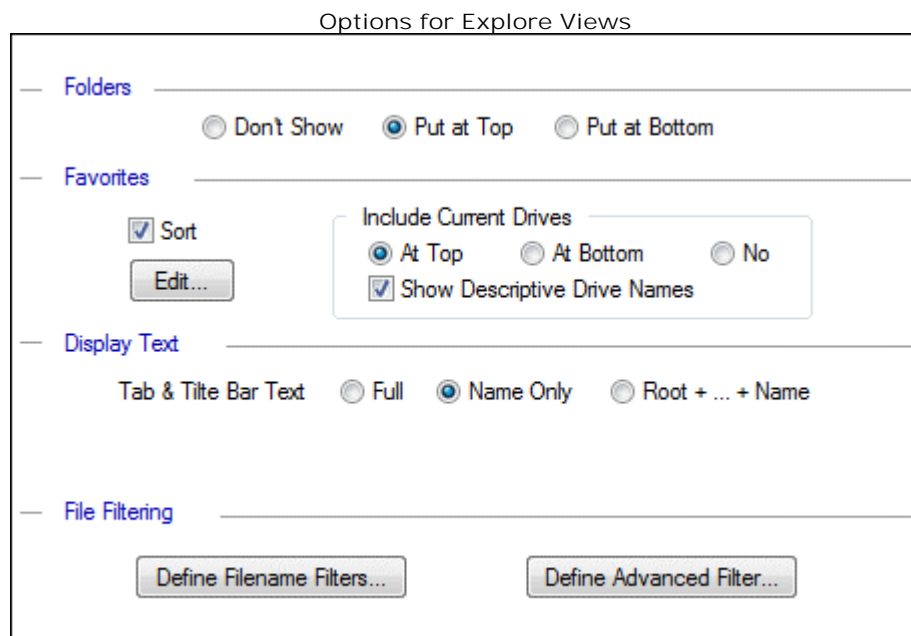 Options for Explore Views
Folders
Don't Show Put at Top Put at Bottom
Favorites
Sort
Include Current Drives
At Top At Bottom No
Edit...
Show Descriptive Drive Names
Display Text
Tab & Tilte Bar Text Full Name Only Root + ... + Name
File Filtering
Define Filename Filters... Define Advanced Filter...